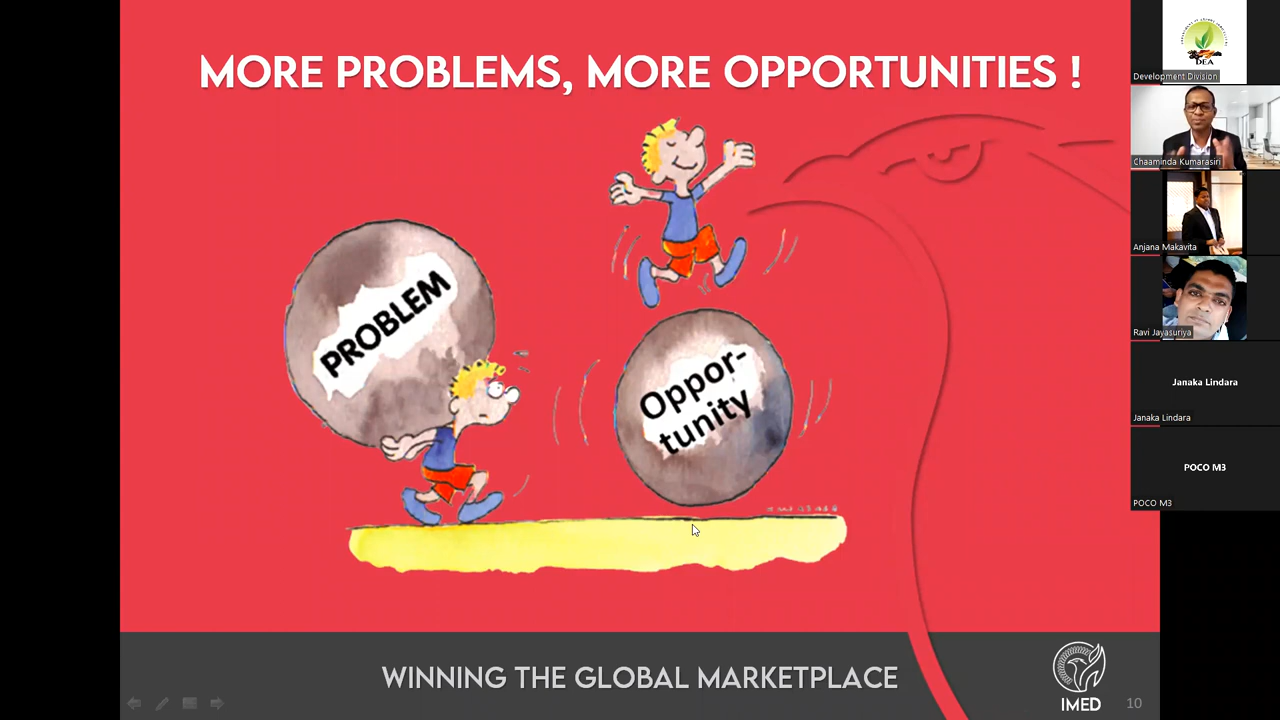 MORE PROBLEMS, MORE OPPORTUNITIES !
PROBLEM
Oppor-
tunity
WINNING THE GLOBAL MARKETPLACE
IMED
10
DEA
Development Division
Chaaminda Kumarasiri
Anjana Makavita
Ravi Jayasuriya
Janaka Lindara
Janaka Lindara
POCO M3
POCO M3